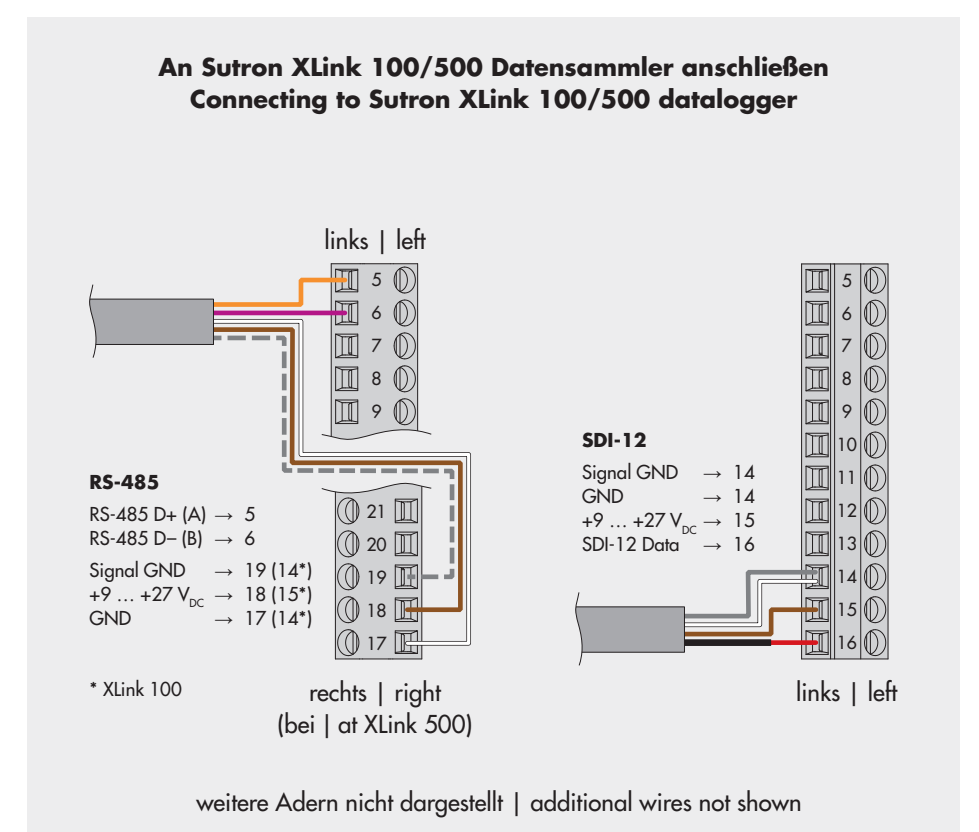 An Sutron XLink 100/500 Datensammler anschließen
Connecting to Sutron XLink 100/500 datalogger
links | left
5
6
7
8
9
RS-485
RS-485 D+ (A) → 5
RS-485 D– (B) → 6
Signal GND → 19 (14*)
+9 … +27 V_DC → 18 (15*)
GND → 17 (14*)
* XLink 100
21
20
19
18
17
rechts | right
(bei | at XLink 500)
SDI-12
Signal GND → 14
GND → 14
+9 … +27 V_DC → 15
SDI-12 Data → 16
5
6
7
8
9
10
11
12
13
14
15
16
links | left
weitere Adern nicht dargestellt | additional wires not shown